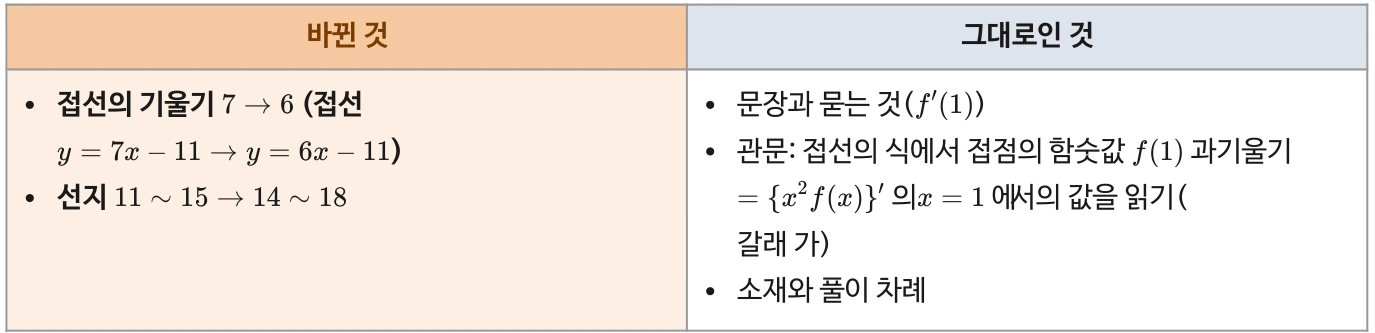 바뀐 것
• 접선의 기울기 7 → 6 (접선
y = 7x − 11 → y = 6x − 11)
• 선지 11 ∼ 15 → 14 ∼ 18
그대로인 것
• 문장과 묻는 것(f′(1))
• 관문: 접선의 식에서 접점의 함숫값 f(1) 과기울기
= {x²f(x)}′ 의x = 1 에서의 값을 읽기(
갈래 가)
• 소재와 풀이 차례